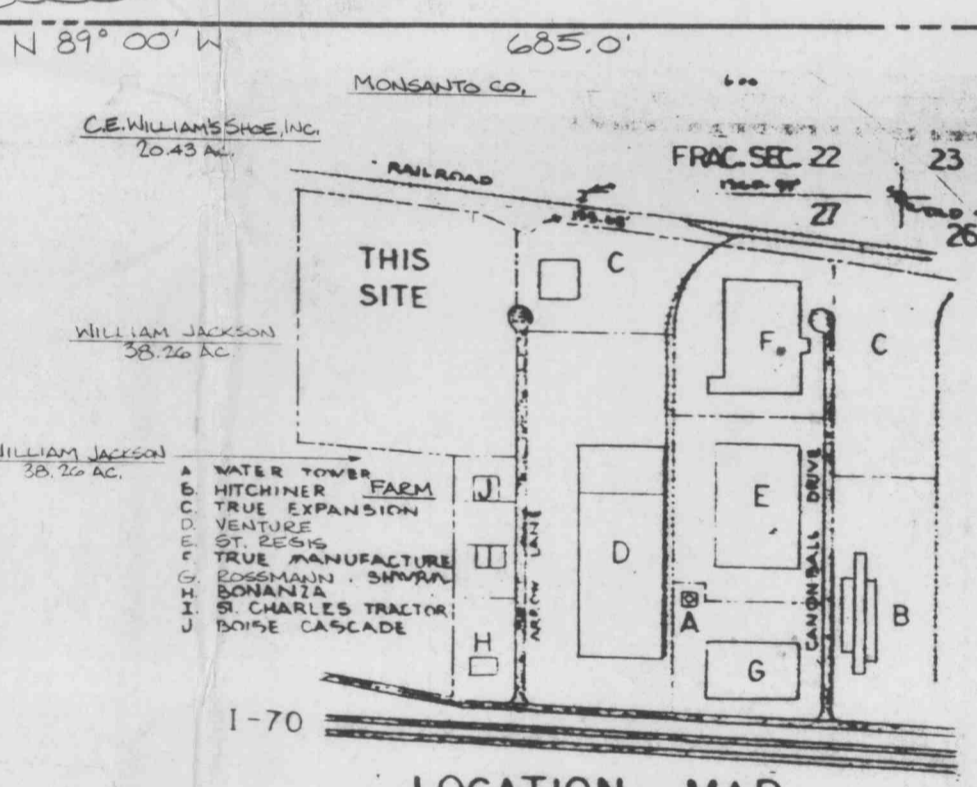 N 89° 00' W
685.0'
MONSANTO CO.
600
C.E. WILLIAM'S SHOE, INC.
20.43 AC.
FRAC. SEC. 22
23
27
26
RAILROAD
THIS
SITE
C
F
C
WILLIAM JACKSON
38.26 AC.
WILLIAM JACKSON
38.26 AC.
FARM
A WATER TOWER
B. HITCHINER
C. TRUE EXPANSION
D. VENTURE
E. ST. REGIS
F TRUE MANUFACTURE
G. ROSSMANN
H. BONANZA
I. ST. CHARLES TRACTOR
J BOISE CASCADE
J
H
ARROW LANE
D
E
A
G
CANONBALL DRIVE
B
I-70
LOCATION MAP